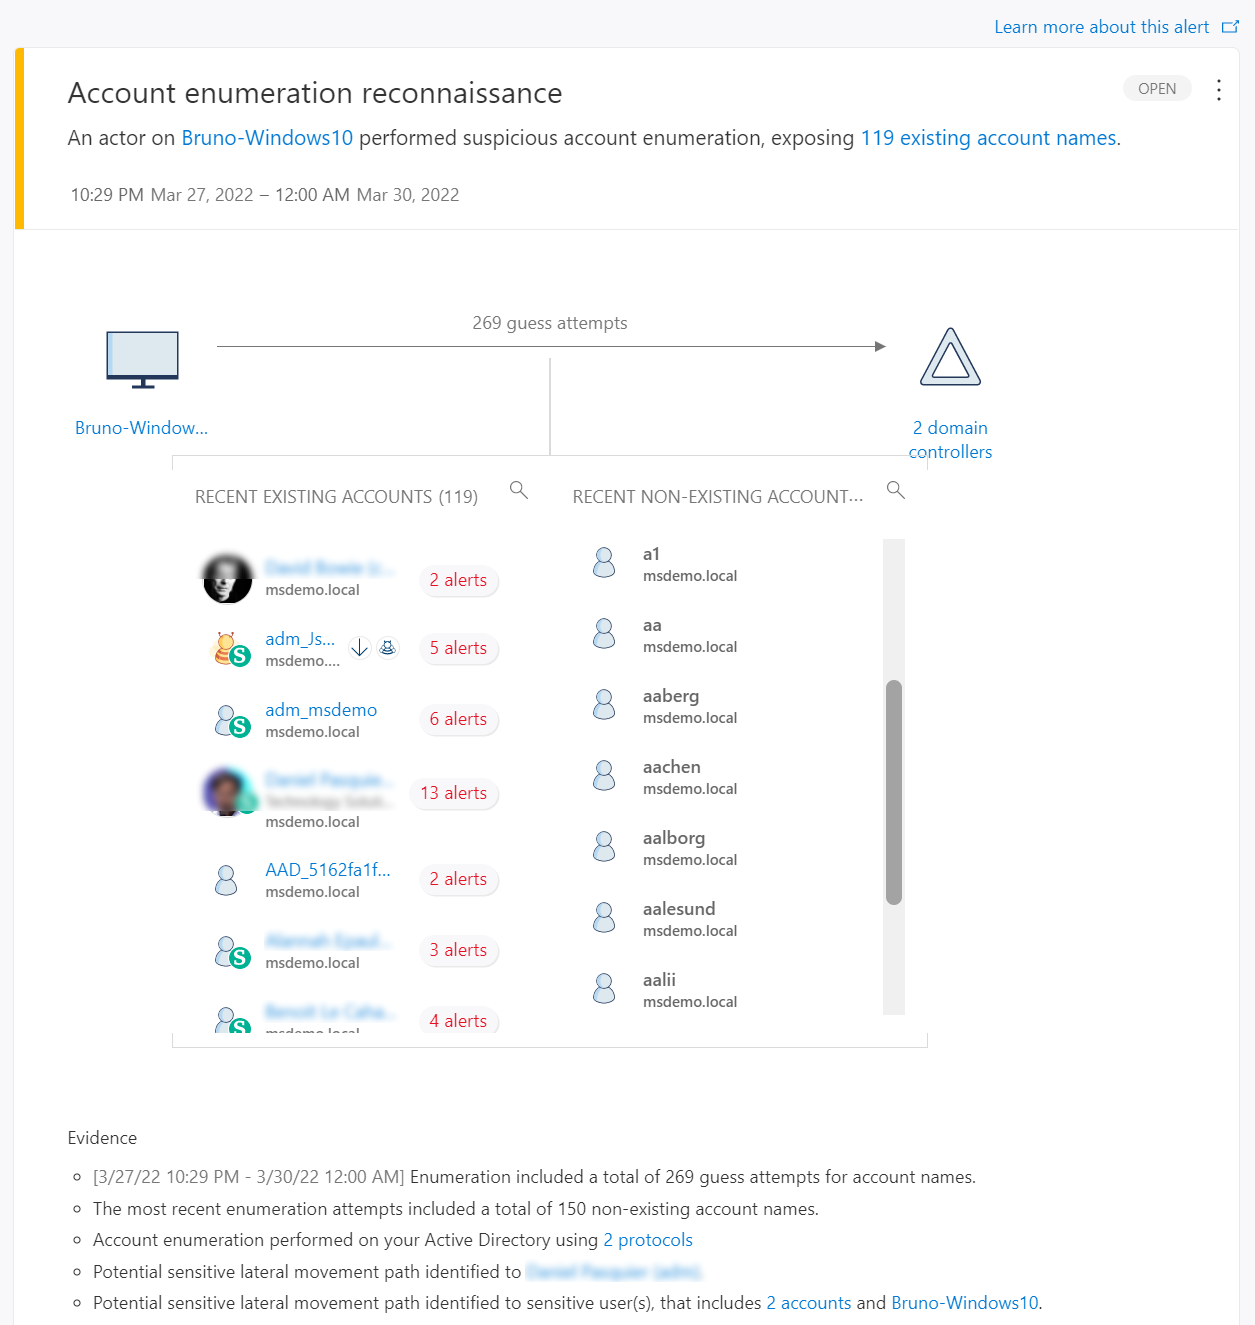 Learn more about this alert
Account enumeration reconnaissance
OPEN
An actor on Bruno-Windows10 performed suspicious account enumeration, exposing 119 existing account names.
10:29 PM Mar 27, 2022 – 12:00 AM Mar 30, 2022
269 guess attempts
Bruno-Window...
2 domain
controllers
RECENT EXISTING ACCOUNTS (119)
msdemo.local
2 alerts
adm_Js...
msdemo....
5 alerts
adm_msdemo
msdemo.local
6 alerts
msdemo.local
13 alerts
AAD_5162fa1f...
msdemo.local
2 alerts
msdemo.local
3 alerts
msdemo.local
4 alerts
RECENT NON-EXISTING ACCOUNT...
a1
msdemo.local
aa
msdemo.local
aaberg
msdemo.local
aachen
msdemo.local
aalborg
msdemo.local
aalesund
msdemo.local
aalii
msdemo.local
Evidence
[3/27/22 10:29 PM - 3/30/22 12:00 AM] Enumeration included a total of 269 guess attempts for account names.
The most recent enumeration attempts included a total of 150 non-existing account names.
Account enumeration performed on your Active Directory using 2 protocols
Potential sensitive lateral movement path identified to
Potential sensitive lateral movement path identified to sensitive user(s), that includes 2 accounts and Bruno-Windows10.